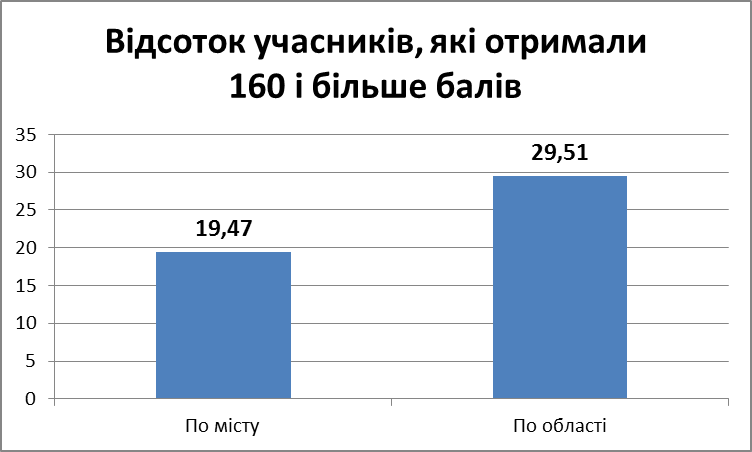 Відсоток учасників, які отримали
160 і більше балів
35
30
25
20
15
10
5
0
19,47
29,51
По місту
По області